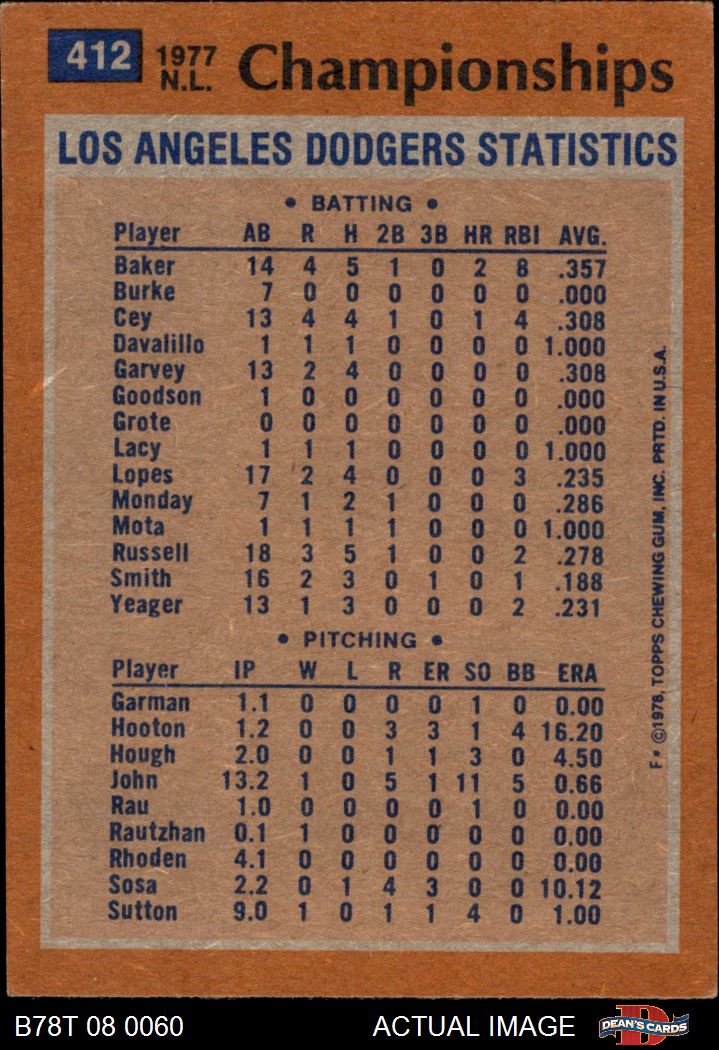 412 1977 N.L. Championships
LOS ANGELES DODGERS STATISTICS
• BATTING •
Player AB R H 2B 3B HR RBI AVG.
Baker 14 4 5 1 0 2 8 .357
Burke 7 0 0 0 0 0 0 .000
Cey 13 4 4 1 0 1 4 .308
Davalillo 1 1 1 0 0 0 0 1.000
Garvey 13 2 4 0 0 0 0 .308
Goodson 1 0 0 0 0 0 0 .000
Grote 0 0 0 0 0 0 0 .000
Lacy 1 1 1 0 0 0 0 1.000
Lopes 17 2 4 0 0 0 3 .235
Monday 7 1 2 1 0 0 0 .286
Mota 1 1 1 1 0 0 0 1.000
Russell 18 3 5 1 0 0 2 .278
Smith 16 2 3 0 1 0 1 .188
Yeager 13 1 3 0 0 0 2 .231
• PITCHING •
Player IP W L R ER SO BB ERA
Garman 1.1 0 0 0 0 1 0 0.00
Hooton 1.2 0 0 3 3 1 4 16.20
Hough 2.0 0 0 1 1 3 0 4.50
John 13.2 1 0 5 1 11 5 0.66
Rau 1.0 0 0 0 0 1 0 0.00
Rautzhan 0.1 1 0 0 0 0 0 0.00
Rhoden 4.1 0 0 0 0 0 0 0.00
Sosa 2.2 0 1 4 3 0 0 10.12
Sutton 9.0 1 0 1 1 4 0 1.00
F* ©1978, TOPPS CHEWING GUM, INC. PRTD. IN U.S.A.
B78T 08 0060 ACTUAL IMAGE DEAN'S CARDS